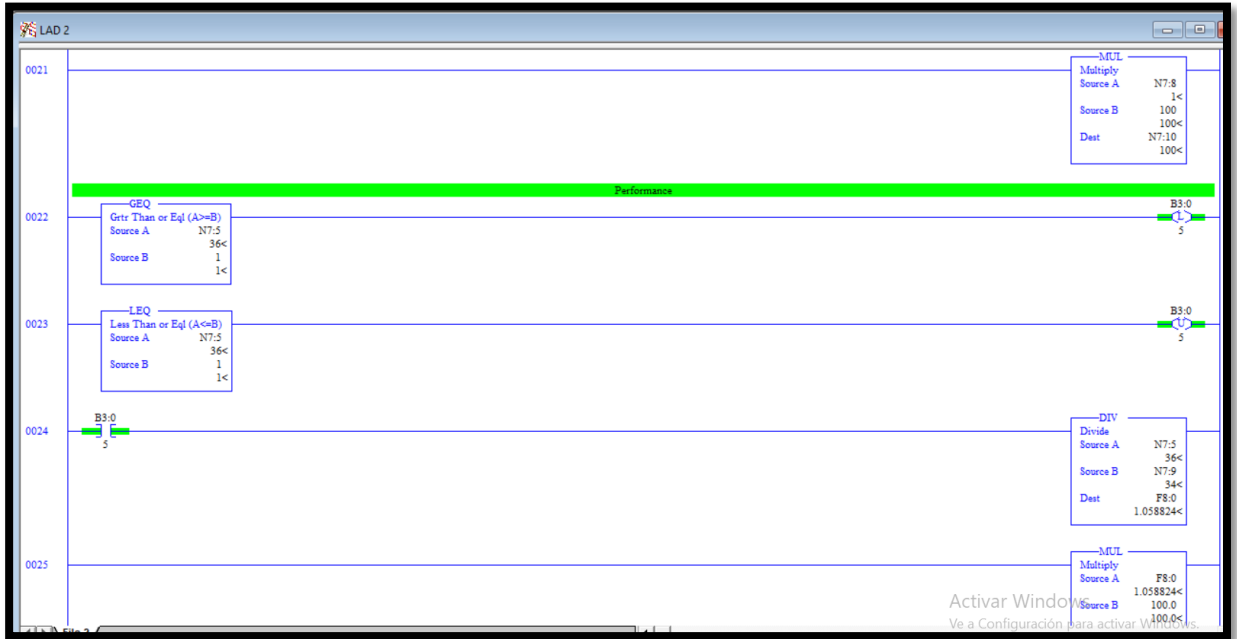 LAD 2
0021
MUL
Multiply
Source A N7:8
1<
Source B 100
100<
Dest N7:10
100<
Performance
0022
GEQ
Grtr Than or Eql (A>=B)
Source A N7:5
36<
Source B 1
1<
B3:0
L
5
0023
LEQ
Less Than or Eql (A<=B)
Source A N7:5
36<
Source B 1
1<
B3:0
U
5
0024
B3:0
5
DIV
Divide
Source A N7:5
36<
Source B N7:9
34<
Dest F8:0
1.058824<
0025
MUL
Multiply
Source A F8:0
1.058824<
Source B 100.0
100.0<
Activar Windows
Ve a Configuración para activar Windows.
File 2